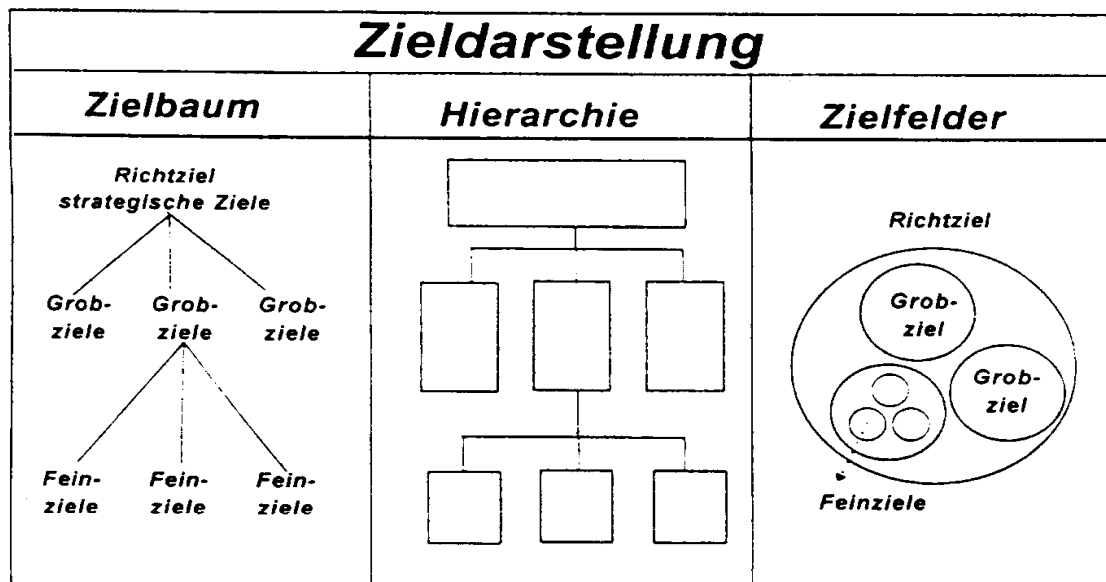 Zieldarstellung
Zielbaum
Hierarchie
Zielfelder
Richtziel
strategische Ziele
Grob-
ziele
Grob-
ziele
Grob-
ziele
Fein-
ziele
Fein-
ziele
Fein-
ziele
Richtziel
Grob-
ziel
Grob-
ziel
Feinziele